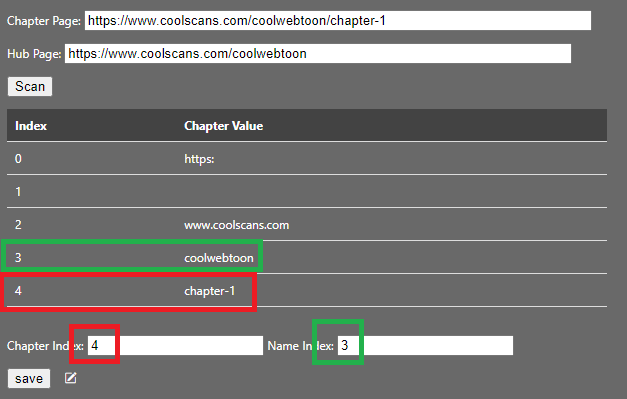 Chapter Page: https://www.coolscans.com/coolwebtoon/chapter-1
Hub Page: https://www.coolscans.com/coolwebtoon
Scan
Index Chapter Value
0 https:
1
2 www.coolscans.com
3 coolwebtoon
4 chapter-1
Chapter Index: 4 Name Index: 3
save